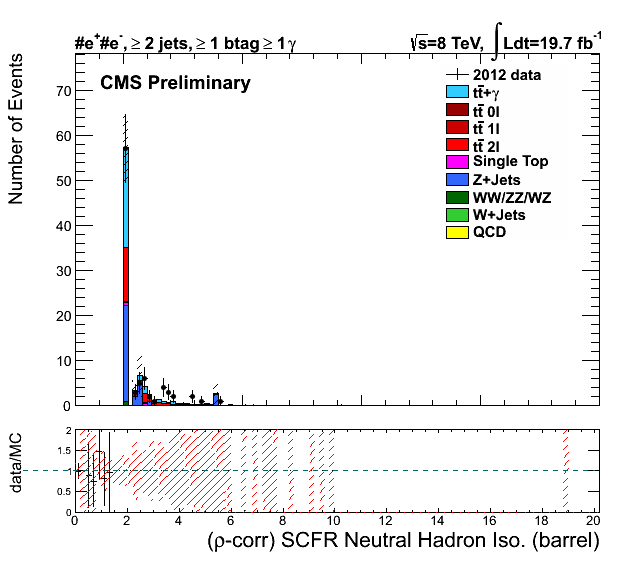 #e⁺#e⁻, ≥ 2 jets, ≥ 1 btag ≥ 1 γ
√s=8 TeV, ∫Ldt=19.7 fb⁻¹
Number of Events
CMS Preliminary
2012 data
tt̄+γ
tt̄ 0l
tt̄ 1l
tt̄ 2l
Single Top
Z+Jets
WW/ZZ/WZ
W+Jets
QCD
70
60
50
40
30
20
10
0
data/MC
2
1.5
1
0.5
0
0 2 4 6 8 10 12 14 16 18 20
(ρ-corr) SCFR Neutral Hadron Iso. (barrel)